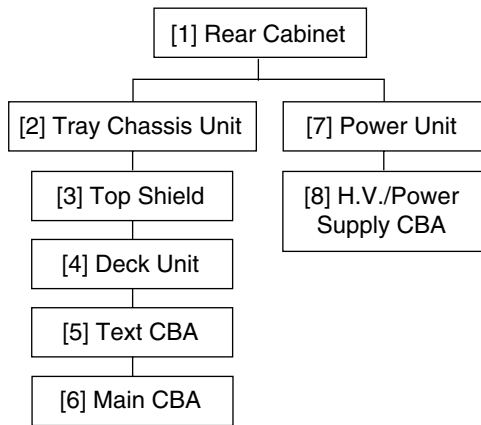 [1] Rear Cabinet
[2] Tray Chassis Unit
[7] Power Unit
[3] Top Shield
[8] H.V./Power
Supply CBA
[4] Deck Unit
[5] Text CBA
[6] Main CBA